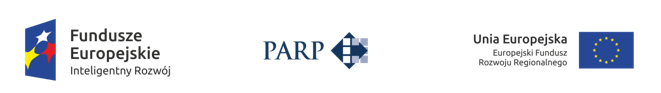 Fundusze
Europejskie
Inteligentny Rozwój
PARP
Unia Europejska
Europejski Fundusz
Rozwoju Regionalnego